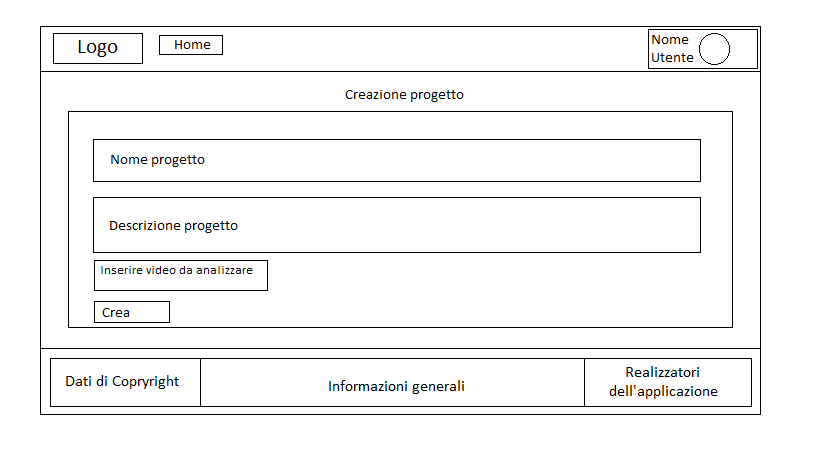 Logo
Home
Nome
Utente
Creazione progetto
Nome progetto
Descrizione progetto
Inserire video da analizzare
Crea
Dati di Copryright
Informazioni generali
Realizzatori
dell'applicazione